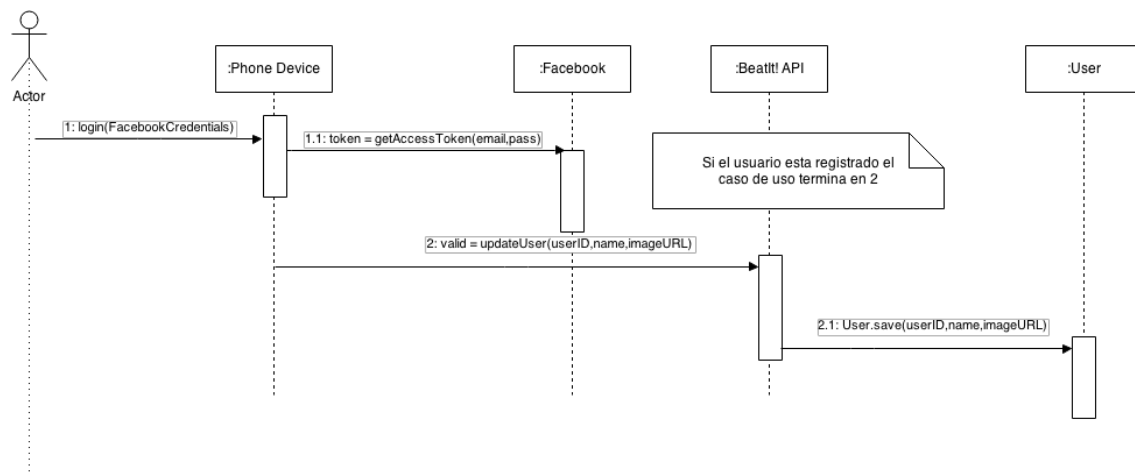 :Phone Device
:Facebook
:BeatIt! API
:User
Actor
1: login(FacebookCredentials)
1.1: token = getAccessToken(email,pass)
Si el usuario esta registrado el
caso de uso termina en 2
2: valid = updateUser(userID,name,imageURL)
2.1: User.save(userID,name,imageURL)